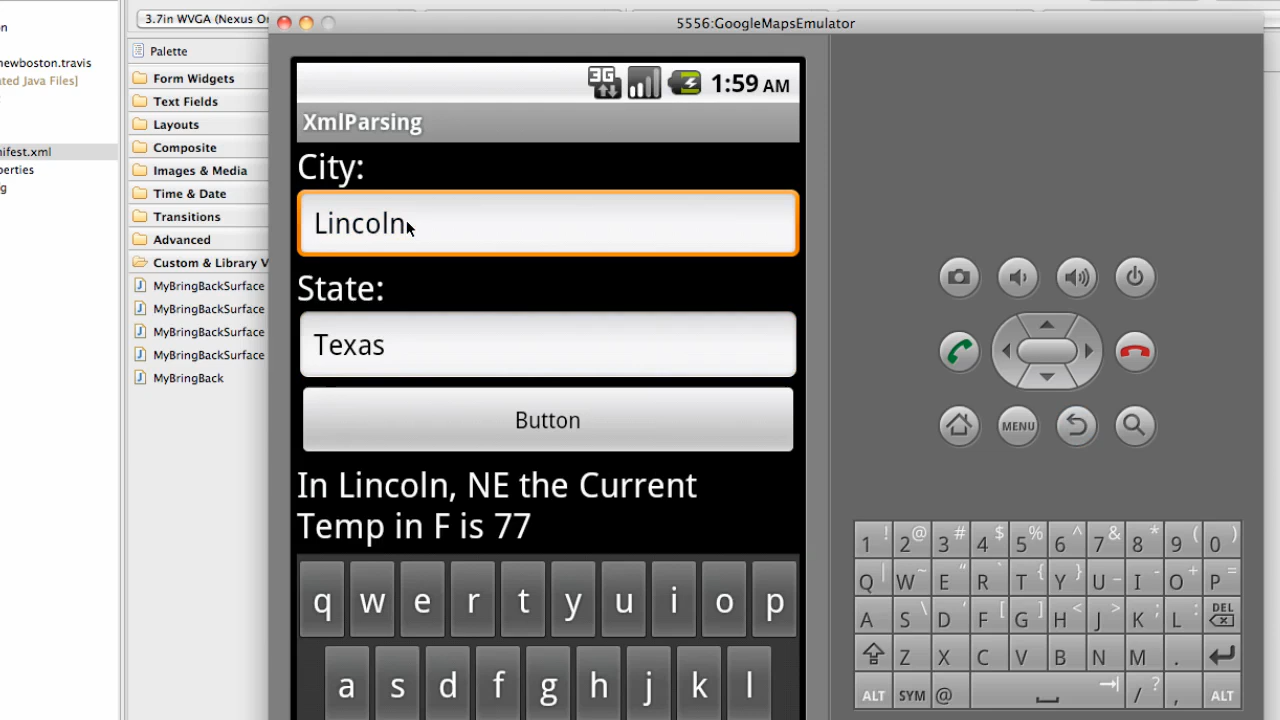 3.7in WVGA (Nexus On
5556:GoogleMapsEmulator
newboston.travis
ated Java Files]
nifest.xml
perties
g
Palette
Form Widgets
Text Fields
Layouts
Composite
Images & Media
Time & Date
Transitions
Advanced
Custom & Library V
MyBringBackSurface
MyBringBackSurface
MyBringBackSurface
MyBringBackSurface
MyBringBack
3G 1:59 AM
XmlParsing
City:
Lincoln
State:
Texas
Button
In Lincoln, NE the Current
Temp in F is 77
q w e r t y u i o p
a s d f g h j k l
MENU
1 ! 2 @ 3 # 4 $ 5 % 6 ^ 7 & 8 * 9 ( 0 )
Q | W ~ E " R ` T { Y } U _ I - O + P =
A S \ D ' F [ G ] H < J > K ; L : DEL
Z X C V B N M .
ALT SYM @ / ? , ALT